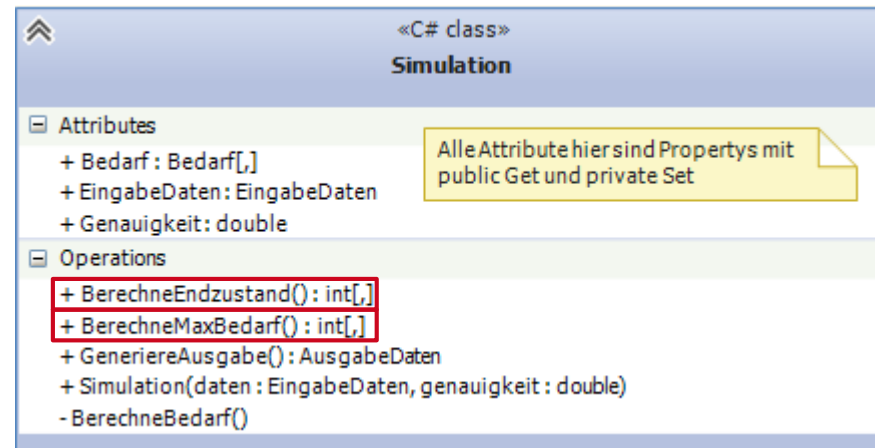 «C# class»
Simulation
Attributes
+ Bedarf : Bedarf[,]
+ EingabeDaten : EingabeDaten
+ Genauigkeit : double
Alle Attribute hier sind Propertys mit
public Get und private Set
Operations
+ BerechneEndzustand() : int[,]
+ BerechneMaxBedarf() : int[,]
+ GeneriereAusgabe() : AusgabeDaten
+ Simulation(daten : EingabeDaten, genauigkeit : double)
- BerechneBedarf()